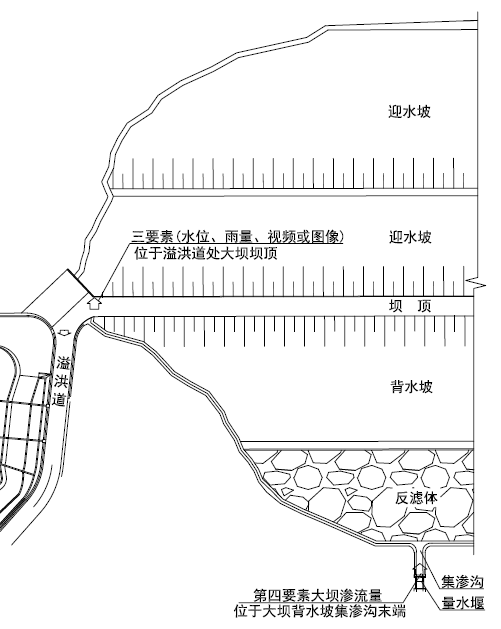 迎水坡
三要素(水位、雨量、视频或图像)
位于溢洪道处大坝坝顶
迎水坡
坝 顶
溢洪道
背水坡
反滤体
集渗沟
第四要素大坝渗流量
位于大坝背水坡集渗沟末端
量水堰